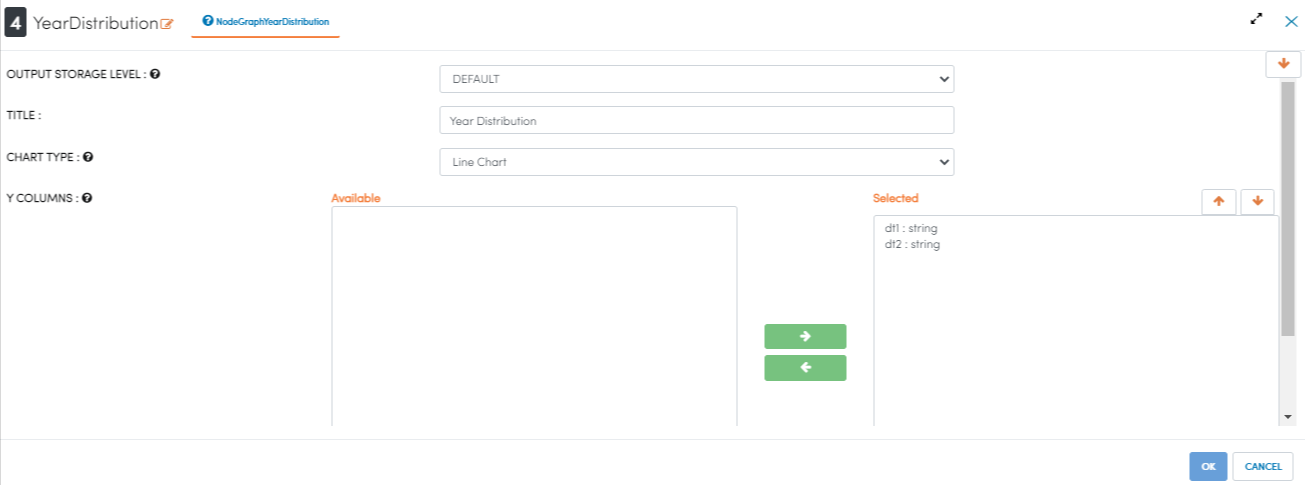 4 YearDistribution NodeGraphYearDistribution
OUTPUT STORAGE LEVEL :
DEFAULT
TITLE :
Year Distribution
CHART TYPE :
Line Chart
Y COLUMNS :
Available
Selected
dt1 : string
dt2 : string
OK CANCEL